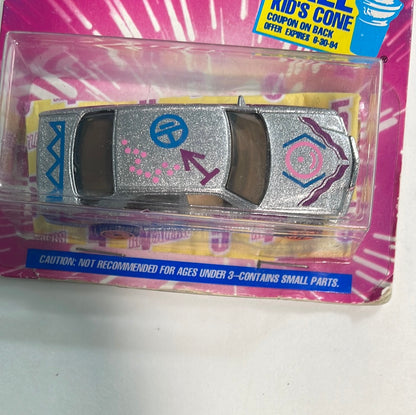 KID'S CONE
COUPON ON BACK
OFFER EXPIRES 6-30-94
CAUTION: NOT RECOMMENDED FOR AGES UNDER 3–CONTAINS SMALL PARTS.